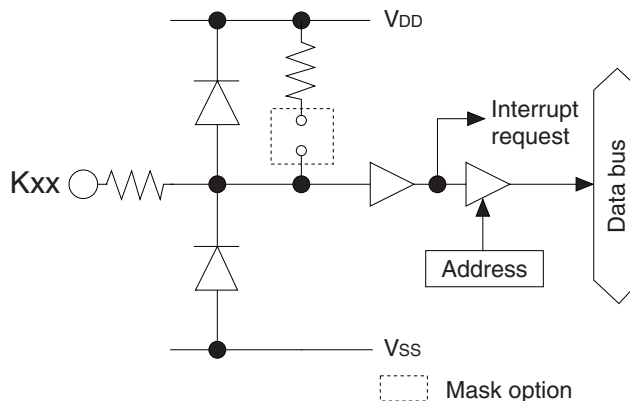 VDD
Interrupt
request
Kxx
Data bus
Address
VSS
Mask option